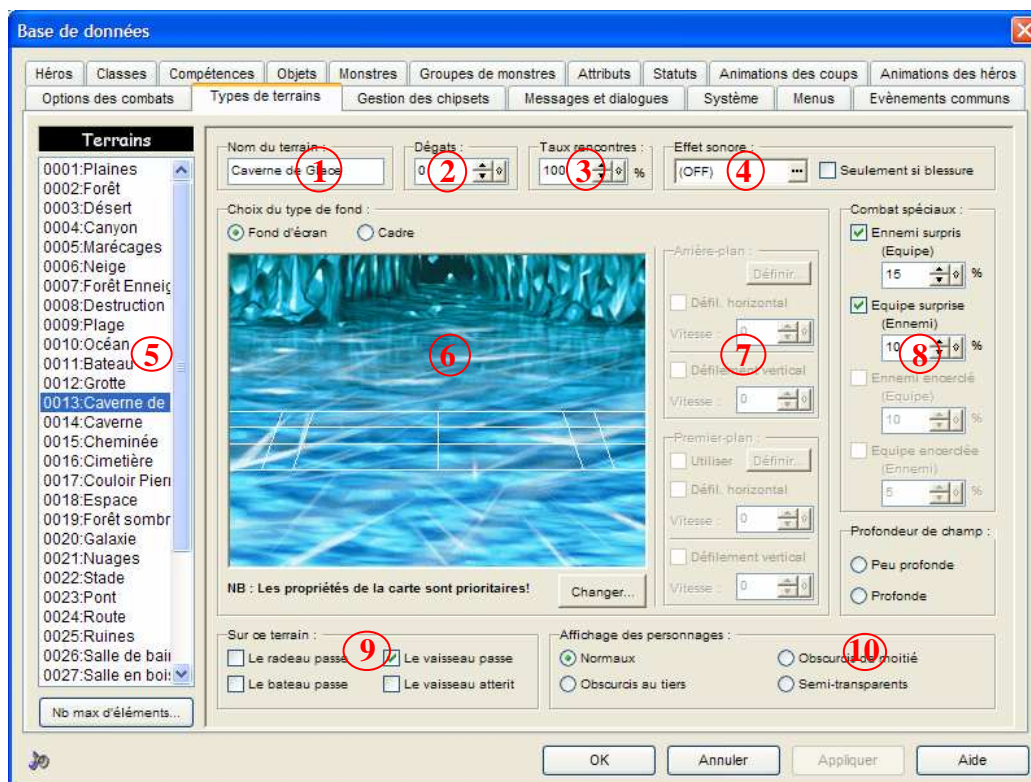 Base de données
Héros Classes Compétences Objets Monstres Groupes de monstres Attributs Statuts Animations des coups Animations des héros
Options des combats Types de terrains Gestion des chipsets Messages et dialogues Système Menus Evènements communs
Terrains
0001:Plaines
0002:Forêt
0003:Désert
0004:Canyon
0005:Marécages
0006:Neige
0007:Forêt Enneig
0008:Destruction
0009:Plage
0010:Océan
0011:Bateau
0012:Grotte
0013:Caverne de
0014:Caverne
0015:Cheminée
0016:Cimetière
0017:Couloir Pierr
0018:Espace
0019:Forêt sombr
0020:Galaxie
0021:Nuages
0022:Stade
0023:Pont
0024:Route
0025:Ruines
0026:Salle de bai
0027:Salle en bois
5
Nb max d'éléments...
Nom du terrain :
Caverne de Glace
1
Dégats :
0
2
Taux rencontres :
100 %
3
Effet sonore :
(OFF) ... Seulement si blessure
4
Choix du type de fond :
Fond d'écran Cadre
6
NB : Les propriétés de la carte sont prioritaires!
Changer...
Arrière-plan :
Définir...
Défil. horizontal
Vitesse : 0
7
Défilement vertical
Vitesse : 0
Premier-plan :
Utiliser Définir...
Défil. horizontal
Vitesse : 0
Défilement vertical
Vitesse : 0
Combat spéciaux :
Ennemi surpris
(Equipe)
15 %
Equipe surprise
(Ennemi)
10 %
8
Ennemi encerclé
(Equipe)
10 %
Equipe encerclée
(Ennemi)
5 %
Profondeur de champ :
Peu profonde
Profonde
Sur ce terrain :
9
Le radeau passe Le vaisseau passe
Le bateau passe Le vaisseau atterit
Affichage des personnages :
10
Normaux Obscurcis de moitié
Obscurcis au tiers Semi-transparents
OK Annuler Appliquer Aide